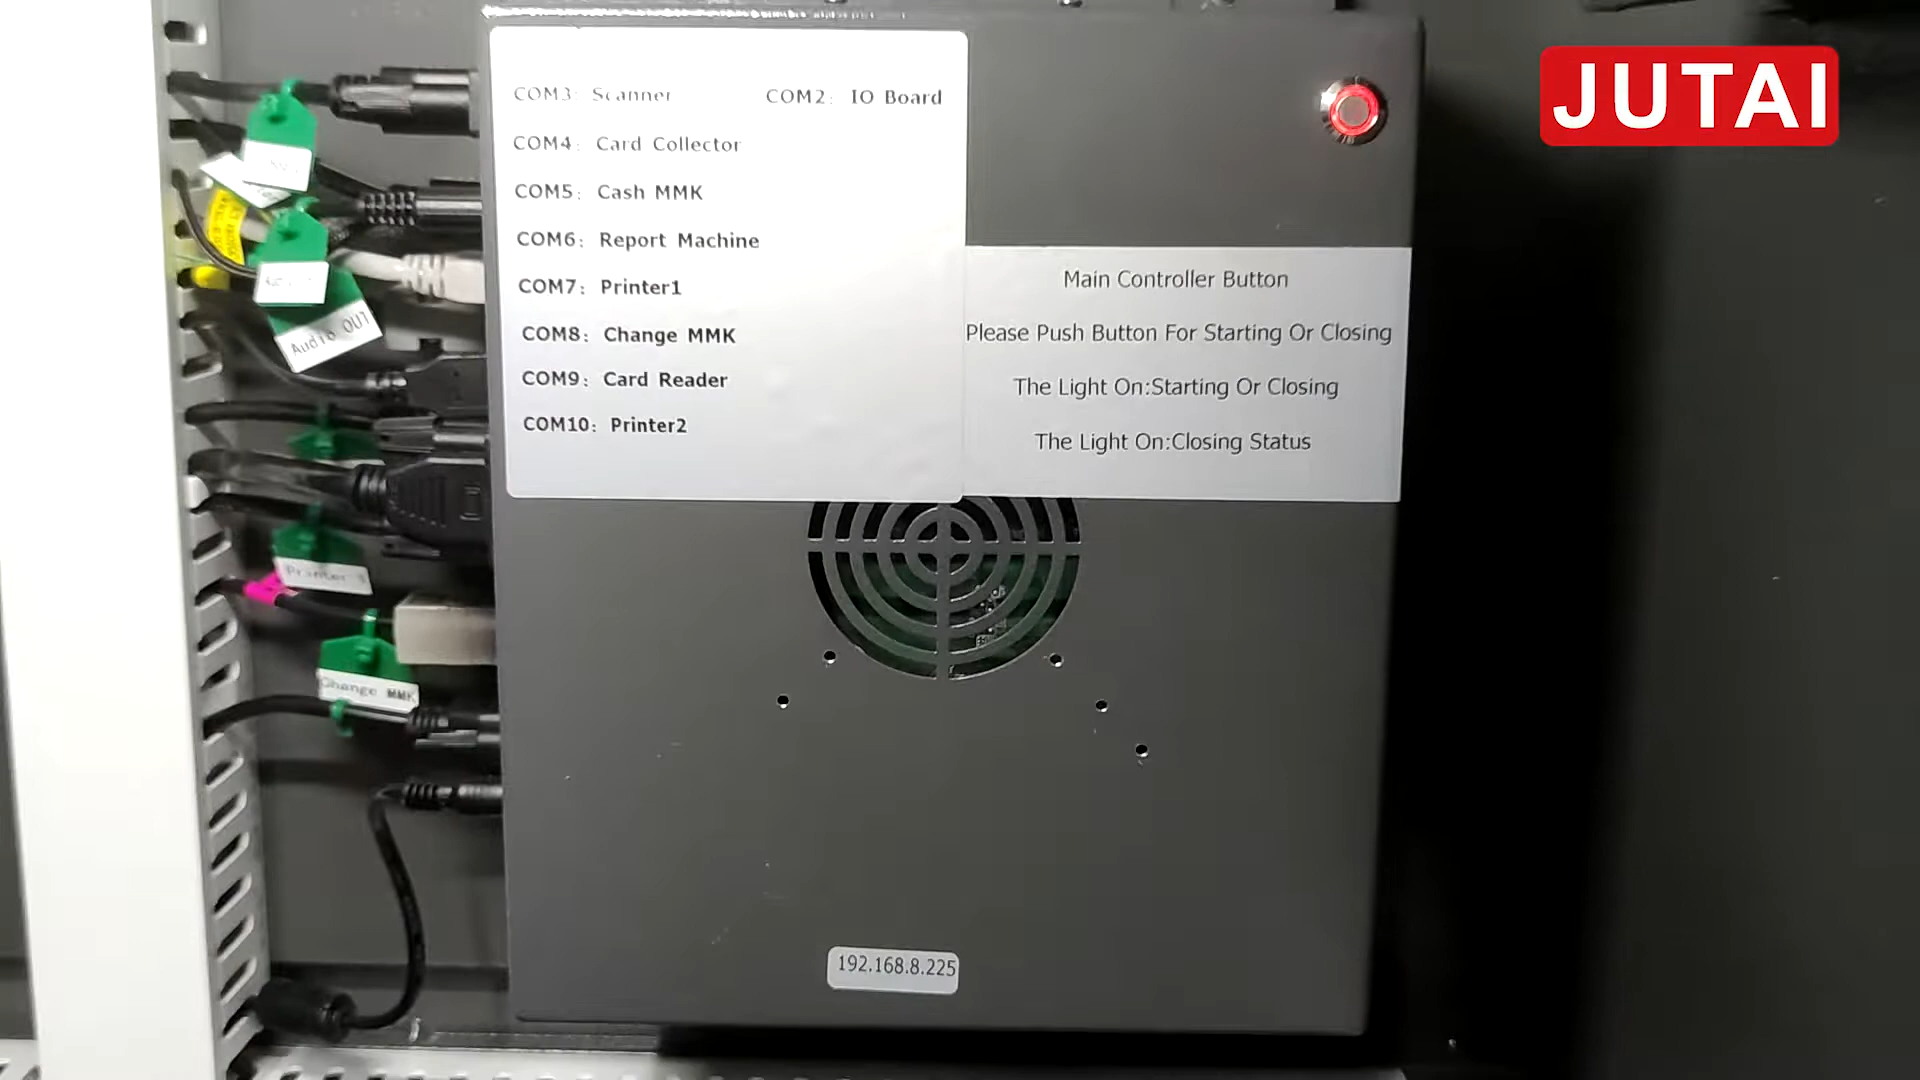 JUTAI
COM3: Scanner COM2: IO Board
COM4: Card Collector
COM5: Cash MMK
COM6: Report Machine
COM7: Printer1
COM8: Change MMK
COM9: Card Reader
COM10: Printer2
Main Controller Button
Please Push Button For Starting Or Closing
The Light On:Starting Or Closing
The Light On:Closing Status
Audio OUT
Printer
Change MMK
192.168.8.225